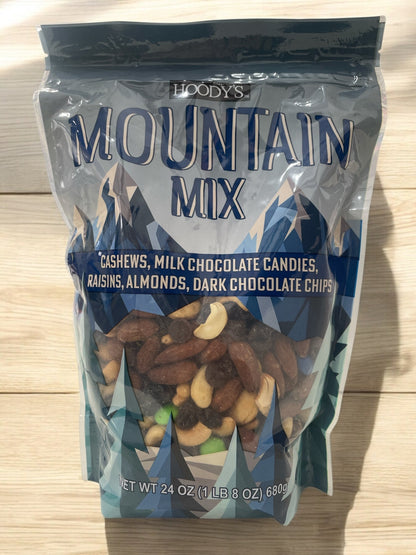 HOODY'S
MOUNTAIN
MIX
CASHEWS, MILK CHOCOLATE CANDIES,
RAISINS, ALMONDS, DARK CHOCOLATE CHIPS
NET WT 24 OZ (1 LB 8 OZ) 680g